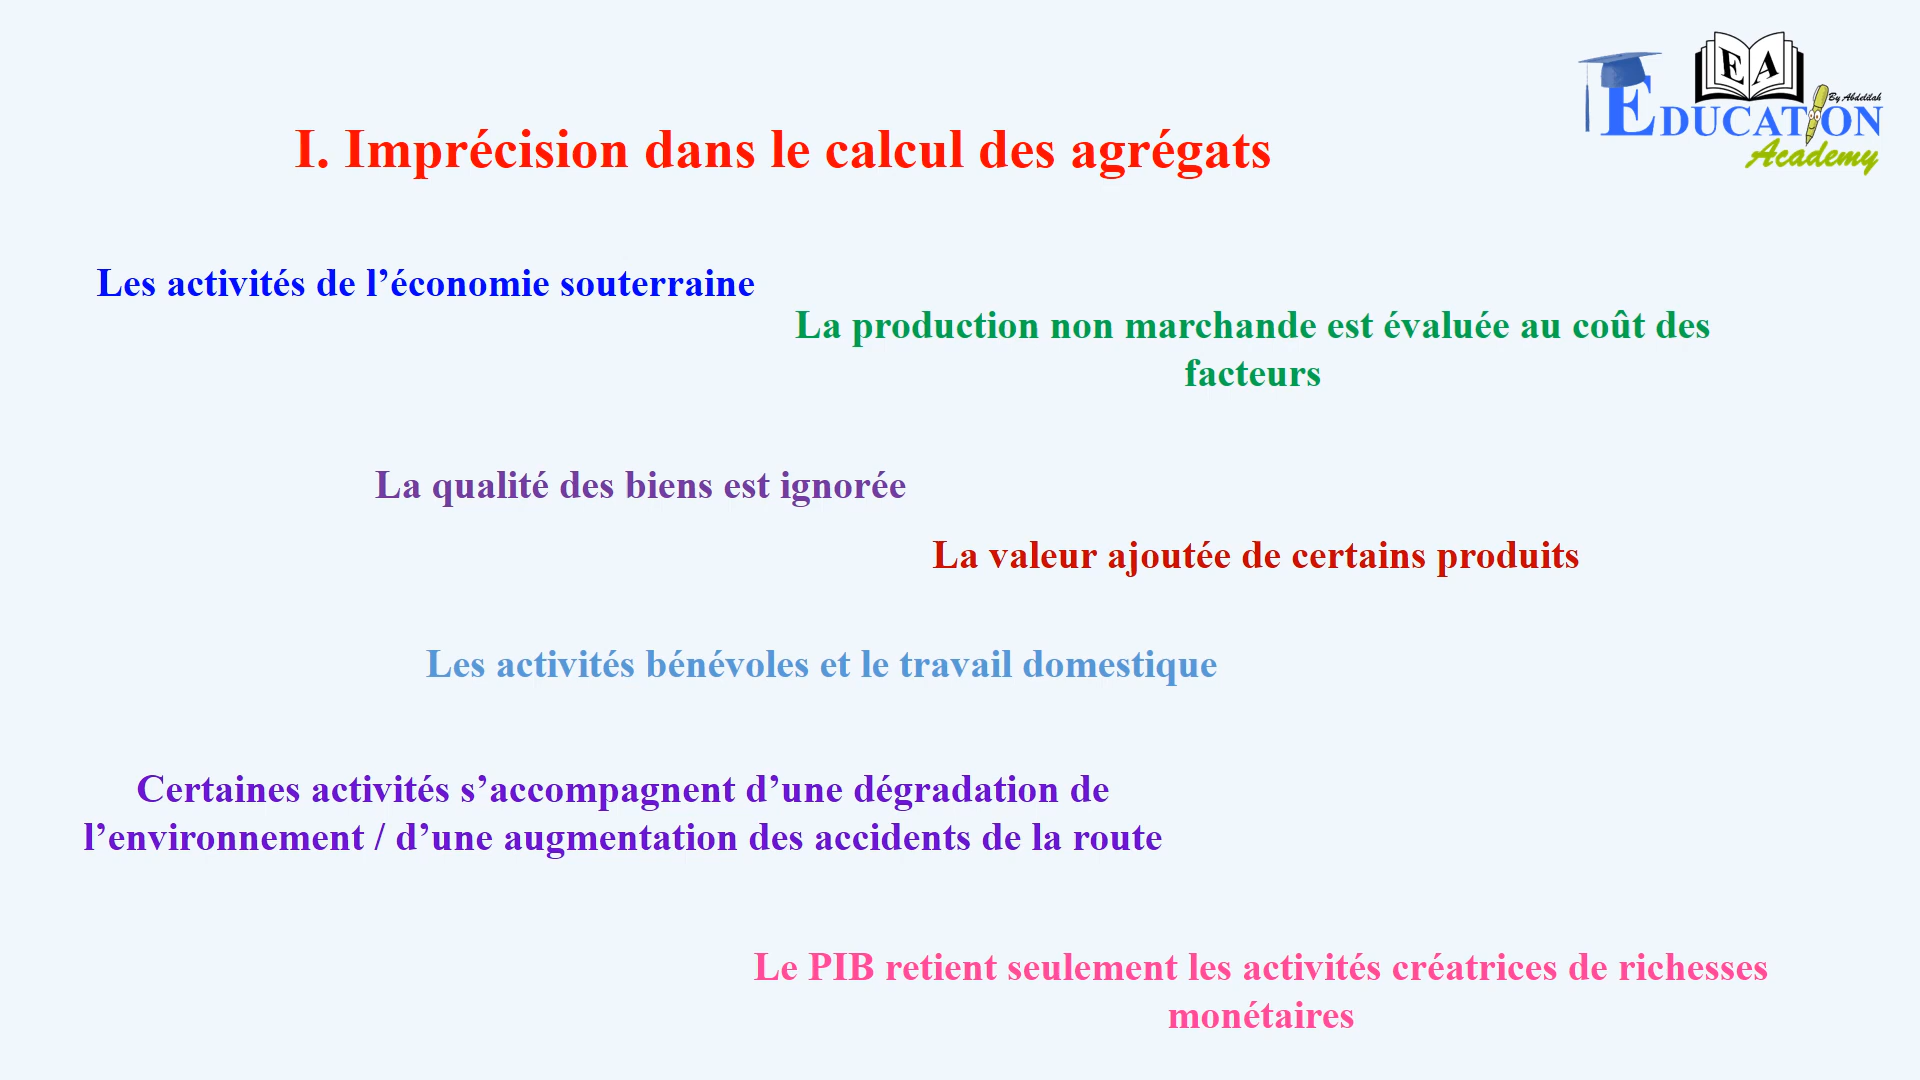 E A
By Abdelilah
EDUCATION
Academy
I. Imprécision dans le calcul des agrégats
Les activités de l’économie souterraine
La production non marchande est évaluée au coût des
facteurs
La qualité des biens est ignorée
La valeur ajoutée de certains produits
Les activités bénévoles et le travail domestique
Certaines activités s’accompagnent d’une dégradation de
l’environnement / d’une augmentation des accidents de la route
Le PIB retient seulement les activités créatrices de richesses
monétaires